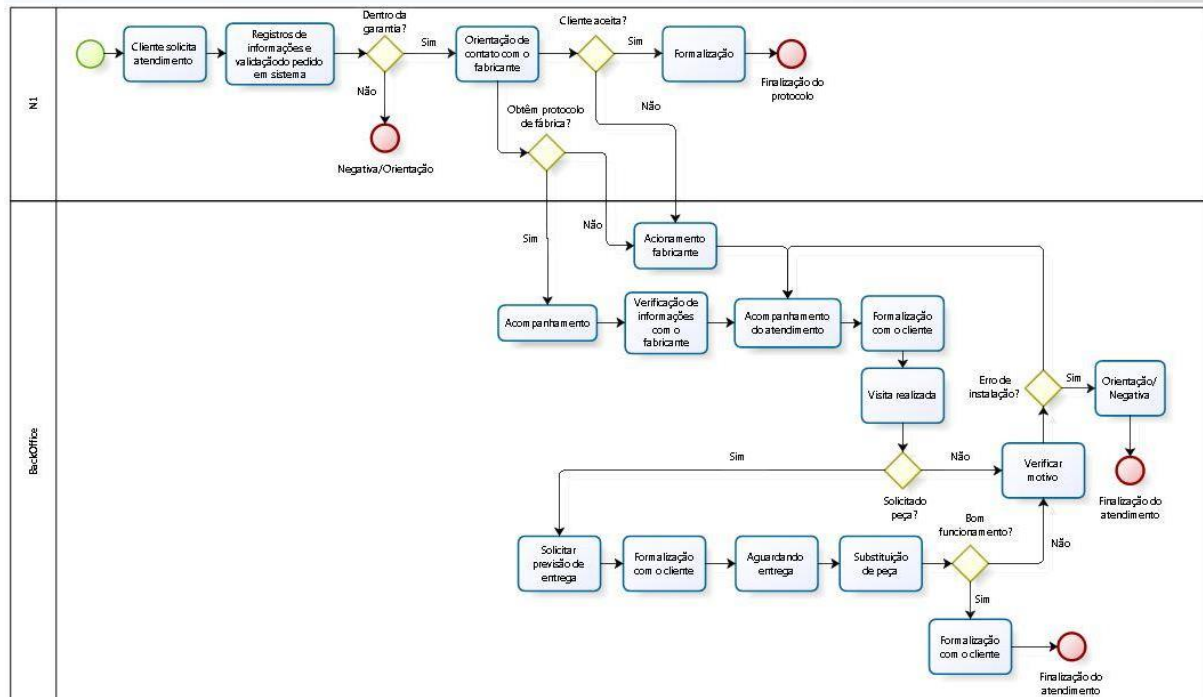 N1
Cliente solicita
atendimento
Registros de
informações e
validaçãodo pedido
em sistema
Dentro da
garantia?
Sim
Não
Negativa/Orientação
Orientação de
contato com o
fabricante
Cliente aceita?
Sim
Não
Formalização
Finalização do
protocolo
Obtêm protocolo
de fábrica?
Sim
Não
BackOffice
Acionamento
fabricante
Acompanhamento
Verificação de
informações
com o
fabricante
Acompanhamento
do atendimento
Formalização
com o cliente
Visita realizada
Erro de
instalação?
Sim
Orientação/
Negativa
Finalização do
atendimento
Sim
Não
Solicitado
peça?
Verificar
motivo
Solicitar
previsão de
entrega
Formalização
com o cliente
Aguardando
entrega
Substituição
de peça
Bom
funcionamento?
Não
Sim
Formalização
com o cliente
Finalização do
atendimento